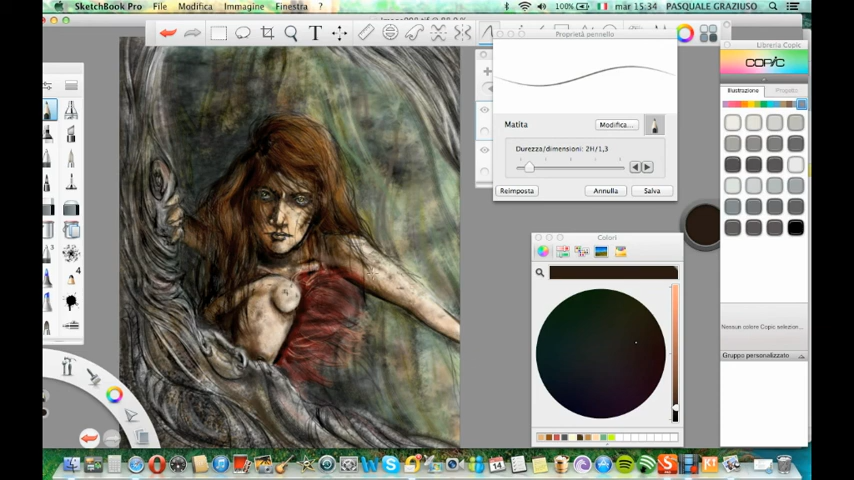 SketchBook Pro File Modifica Immagine Finestra ? 100% mar 15:34 PASQUALE GRAZIUSO
Proprietà pennello
Libreria Copic
COPIC
Illustrazione Progetto
Matita Modifica...
Durezza/dimensioni: 2H/1,3
Reimposta Annulla Salva
Colori
Nessun colore Copic selezion...
Gruppo personalizzato